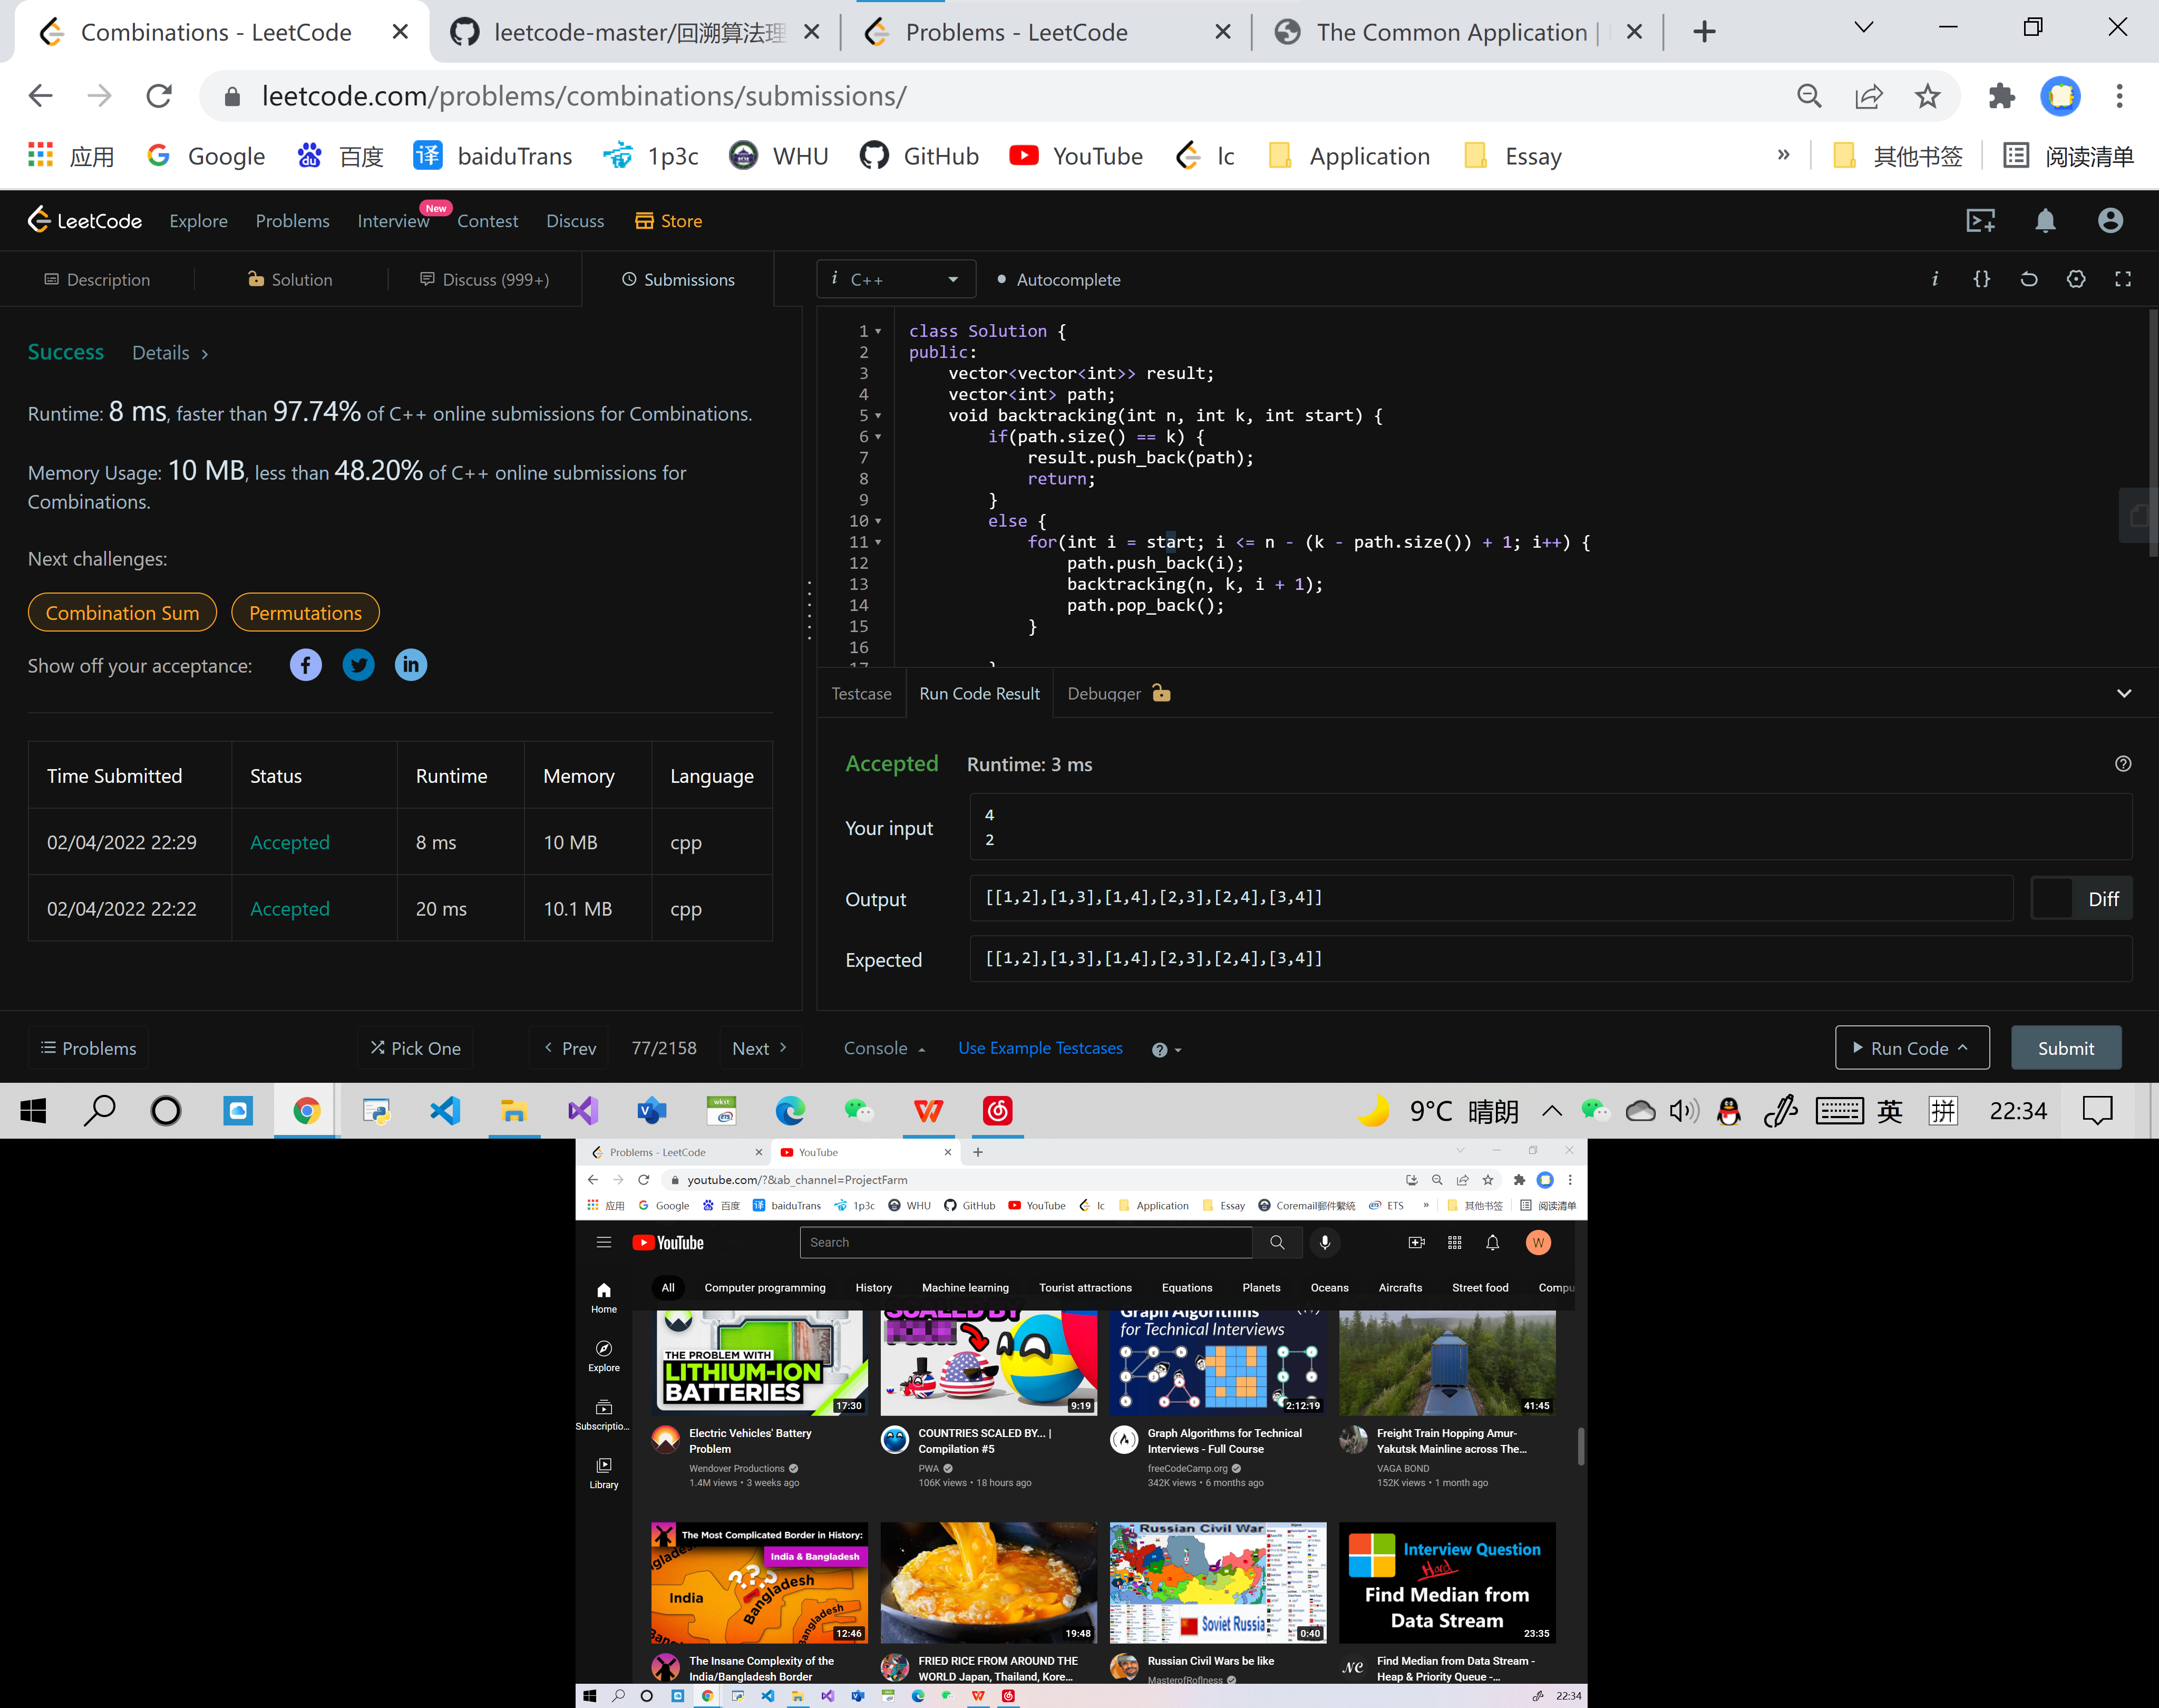 Combinations - LeetCode
leetcode-master/回溯算法理
Problems - LeetCode
The Common Application |
leetcode.com/problems/combinations/submissions/
应用 Google 百度 译 baiduTrans 1p3c WHU GitHub YouTube lc Application Essay » 其他书签 阅读清单
LeetCode Explore Problems Interview New Contest Discuss Store
Description Solution Discuss (999+) Submissions
Success Details >
Runtime: 8 ms, faster than 97.74% of C++ online submissions for Combinations.
Memory Usage: 10 MB, less than 48.20% of C++ online submissions for
Combinations.
Next challenges:
Combination Sum Permutations
Show off your acceptance:
Time Submitted Status Runtime Memory Language
02/04/2022 22:29 Accepted 8 ms 10 MB cpp
02/04/2022 22:22 Accepted 20 ms 10.1 MB cpp
Problems Pick One Prev 77/2158 Next
i C++ Autocomplete
1 class Solution {
2 public:
3 vector<vector<int>> result;
4 vector<int> path;
5 void backtracking(int n, int k, int start) {
6 if(path.size() == k) {
7 result.push_back(path);
8 return;
9 }
10 else {
11 for(int i = start; i <= n - (k - path.size()) + 1; i++) {
12 path.push_back(i);
13 backtracking(n, k, i + 1);
14 path.pop_back();
15 }
16
17 }
Testcase Run Code Result Debugger
Accepted Runtime: 3 ms
Your input
4
2
Output [[1,2],[1,3],[1,4],[2,3],[2,4],[3,4]] Diff
Expected [[1,2],[1,3],[1,4],[2,3],[2,4],[3,4]]
Console Use Example Testcases Run Code Submit
9°C 晴朗 英 拼 22:34
Problems - LeetCode
YouTube
youtube.com/?&ab_channel=ProjectFarm
应用 Google 百度 译 baiduTrans 1p3c WHU GitHub YouTube lc Application Essay Coremail郵件繫統 ETS » 其他书签 阅读清单
YouTube Search W
All Computer programming History Machine learning Tourist attractions Equations Planets Oceans Aircrafts Street food Compu
Home
Explore
Subscriptio...
Library
THE PROBLEM WITH
LITHIUM-ION
BATTERIES
17:30
Electric Vehicles' Battery
Problem
Wendover Productions
1.4M views • 3 weeks ago
SCALED BY
9:19
COUNTRIES SCALED BY... |
Compilation #5
PWA
106K views • 18 hours ago
Graph Algorithms
for Technical Interviews
2:12:19
Graph Algorithms for Technical
Interviews - Full Course
freeCodeCamp.org
342K views • 6 months ago
41:45
Freight Train Hopping Amur-
Yakutsk Mainline across The...
VAGA BOND
152K views • 1 month ago
The Most Complicated Border in History:
India & Bangladesh
???
India
Bangladesh
12:46
The Insane Complexity of the
India/Bangladesh Border
19:48
FRIED RICE FROM AROUND THE
WORLD Japan, Thailand, Kore...
Russian Civil War
Soviet Russia
0:40
Russian Civil Wars be like
MasterofRoflness
Interview Question
Hard
Find Median from
Data Stream
23:35
NC
Find Median from Data Stream -
Heap & Priority Queue -...
22:34